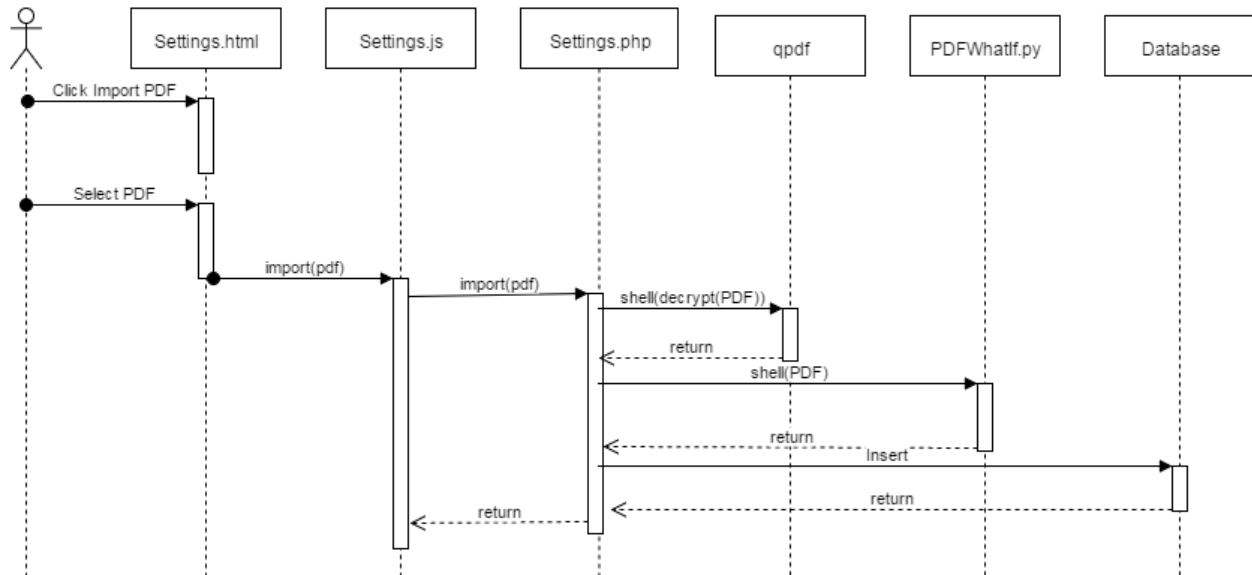 Settings.html
Settings.js
Settings.php
qpdf
PDFWhatIf.py
Database
Click Import PDF
Select PDF
import(pdf)
import(pdf)
shell(decrypt(PDF))
return
shell(PDF)
return
Insert
return
return